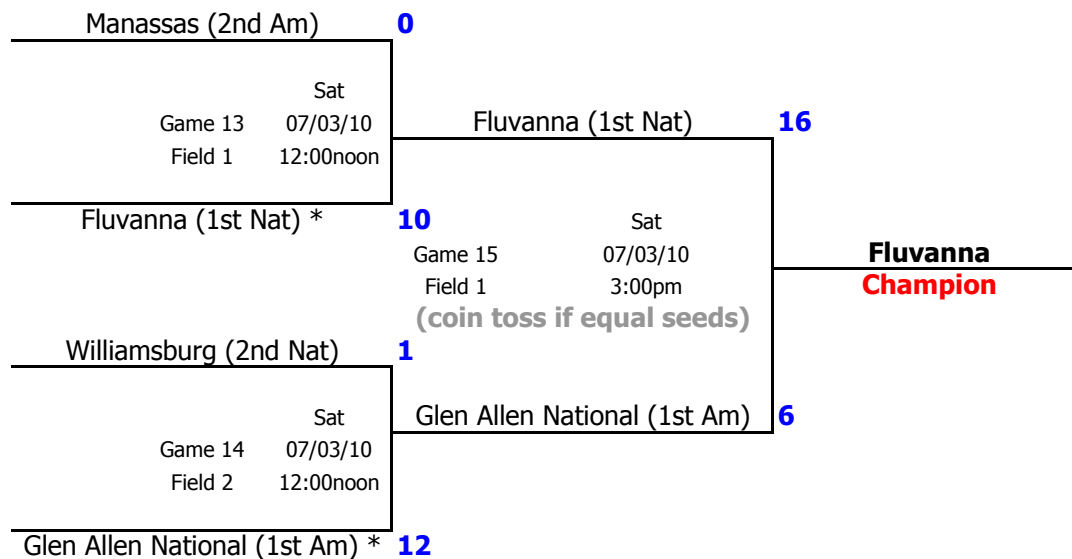 Manassas (2nd Am) 0
Sat
Game 13 07/03/10
Field 1 12:00noon
Fluvanna (1st Nat) 16
Fluvanna (1st Nat) * 10
Sat
Game 15 07/03/10
Field 1 3:00pm
(coin toss if equal seeds)
Fluvanna
Champion
Williamsburg (2nd Nat) 1
Sat
Game 14 07/03/10
Field 2 12:00noon
Glen Allen National (1st Am) 6
Glen Allen National (1st Am) * 12